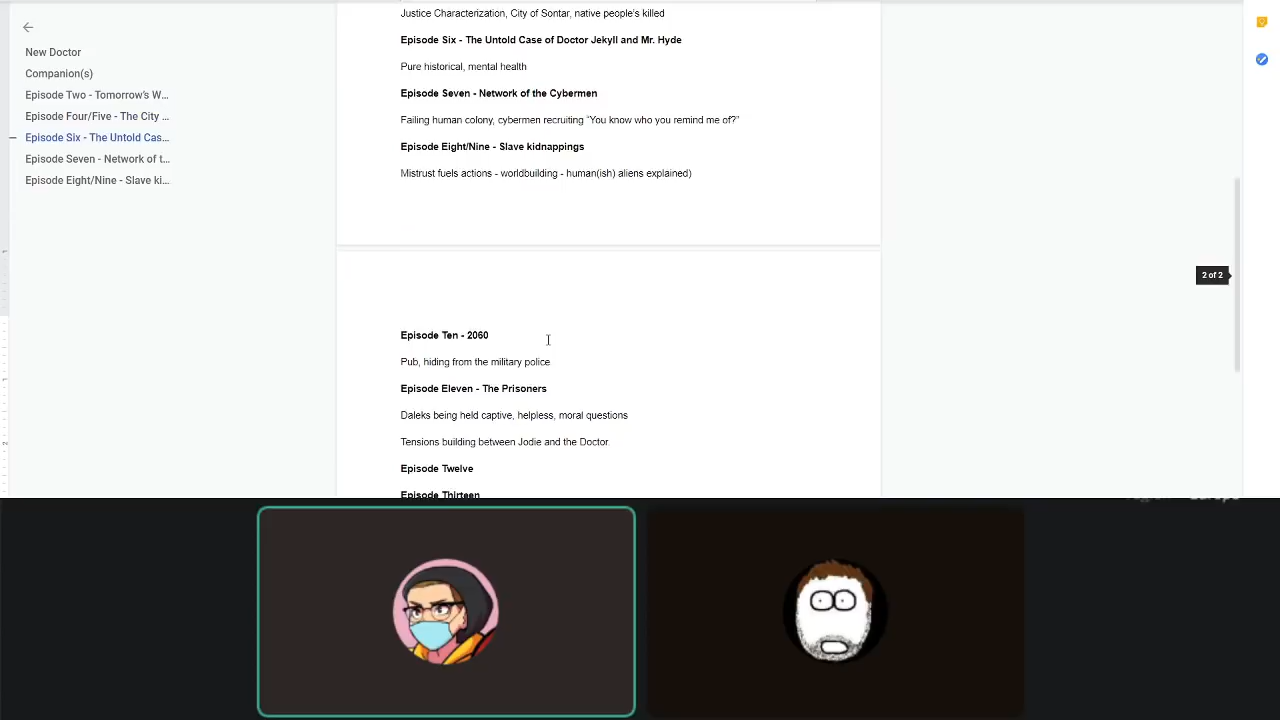 New Doctor
Companion(s)
Episode Two - Tomorrow's W...
Episode Four/Five - The City ...
Episode Six - The Untold Cas...
Episode Seven - Network of t...
Episode Eight/Nine - Slave ki...
Justice Characterization, City of Sontar, native people's killed
Episode Six - The Untold Case of Doctor Jekyll and Mr. Hyde
Pure historical, mental health
Episode Seven - Network of the Cybermen
Failing human colony, cybermen recruiting “You know who you remind me of?”
Episode Eight/Nine - Slave kidnappings
Mistrust fuels actions - worldbuilding - human(ish) aliens explained)
2 of 2
Episode Ten - 2060
Pub, hiding from the military police
Episode Eleven - The Prisoners
Daleks being held captive, helpless, moral questions
Tensions building between Jodie and the Doctor.
Episode Twelve
Episode Thirteen